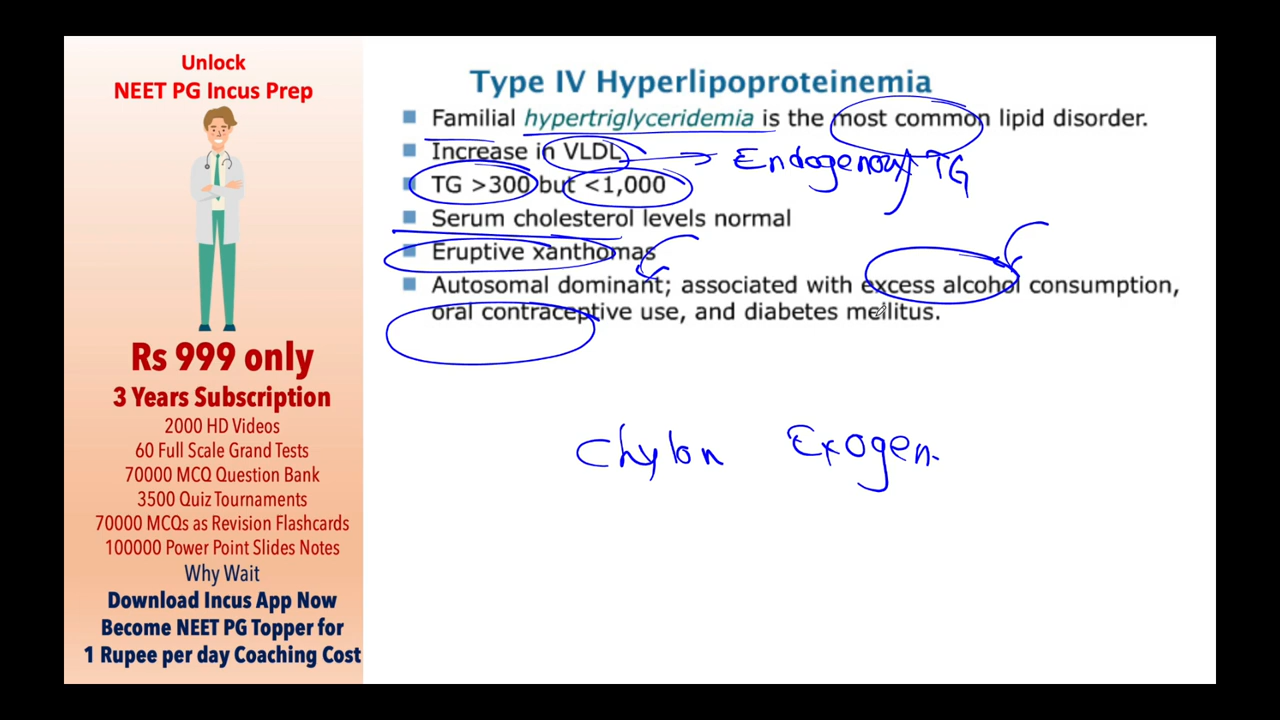 Unlock
NEET PG Incus Prep
Rs 999 only
3 Years Subscription
2000 HD Videos
60 Full Scale Grand Tests
70000 MCQ Question Bank
3500 Quiz Tournaments
70000 MCQs as Revision Flashcards
100000 Power Point Slides Notes
Why Wait
Download Incus App Now
Become NEET PG Topper for
1 Rupee per day Coaching Cost
Type IV Hyperlipoproteinemia
Familial hypertriglyceridemia is the most common lipid disorder.
Increase in VLDL
Endogenous TG
TG >300 but <1,000
Serum cholesterol levels normal
Eruptive xanthomas
Autosomal dominant; associated with excess alcohol consumption,
oral contraceptive use, and diabetes mellitus.
Chylon Exogen